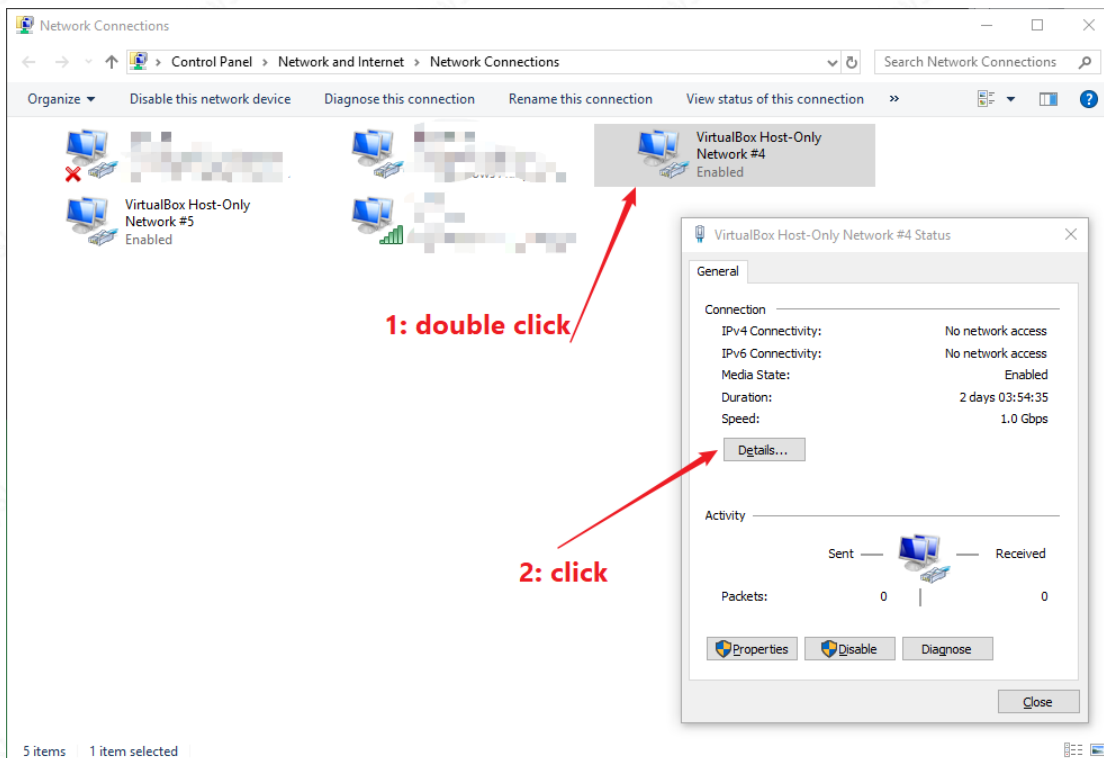 Network Connections
Control Panel > Network and Internet > Network Connections
Search Network Connections
Organize
Disable this network device
Diagnose this connection
Rename this connection
View status of this connection
»
VirtualBox Host-Only
Network #4
Enabled
VirtualBox Host-Only
Network #5
Enabled
1: double click
2: click
VirtualBox Host-Only Network #4 Status
General
Connection
IPv4 Connectivity: No network access
IPv6 Connectivity: No network access
Media State: Enabled
Duration: 2 days 03:54:35
Speed: 1.0 Gbps
Details...
Activity
Sent — — Received
Packets: 0 | 0
Properties
Disable
Diagnose
Close
5 items
1 item selected